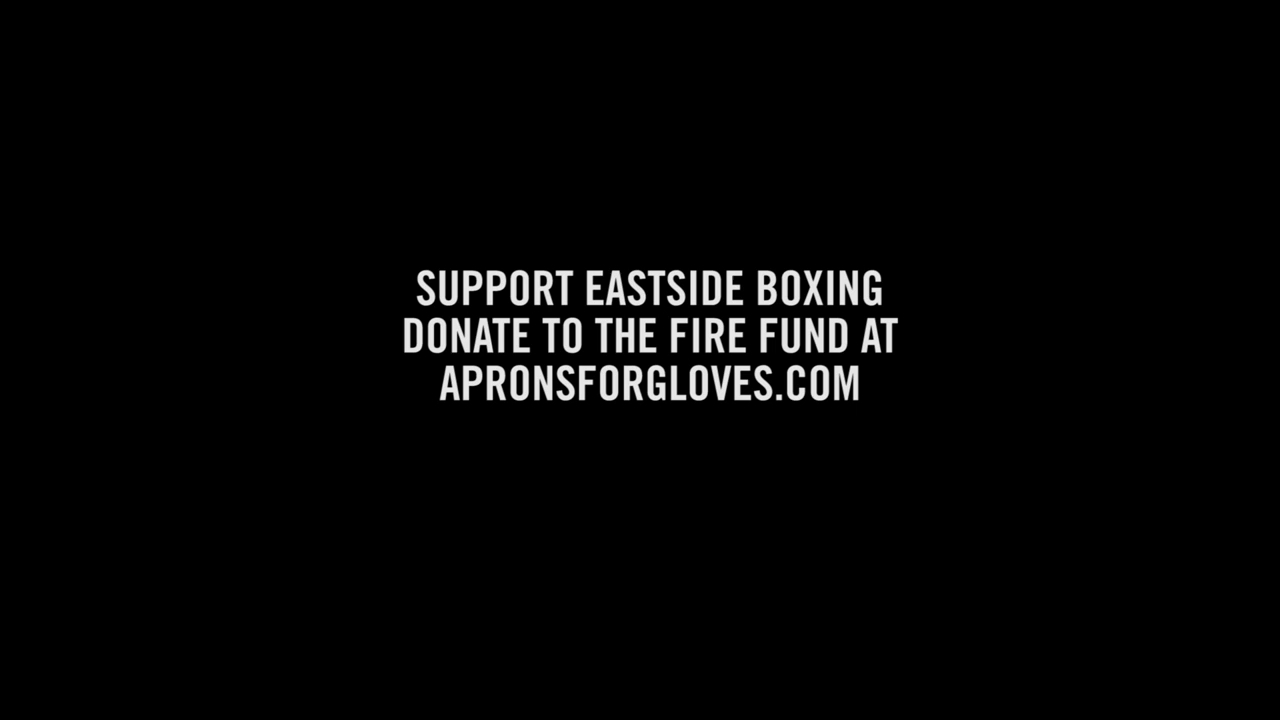 SUPPORT EASTSIDE BOXING
DONATE TO THE FIRE FUND AT
APRONSFORGLOVES.COM